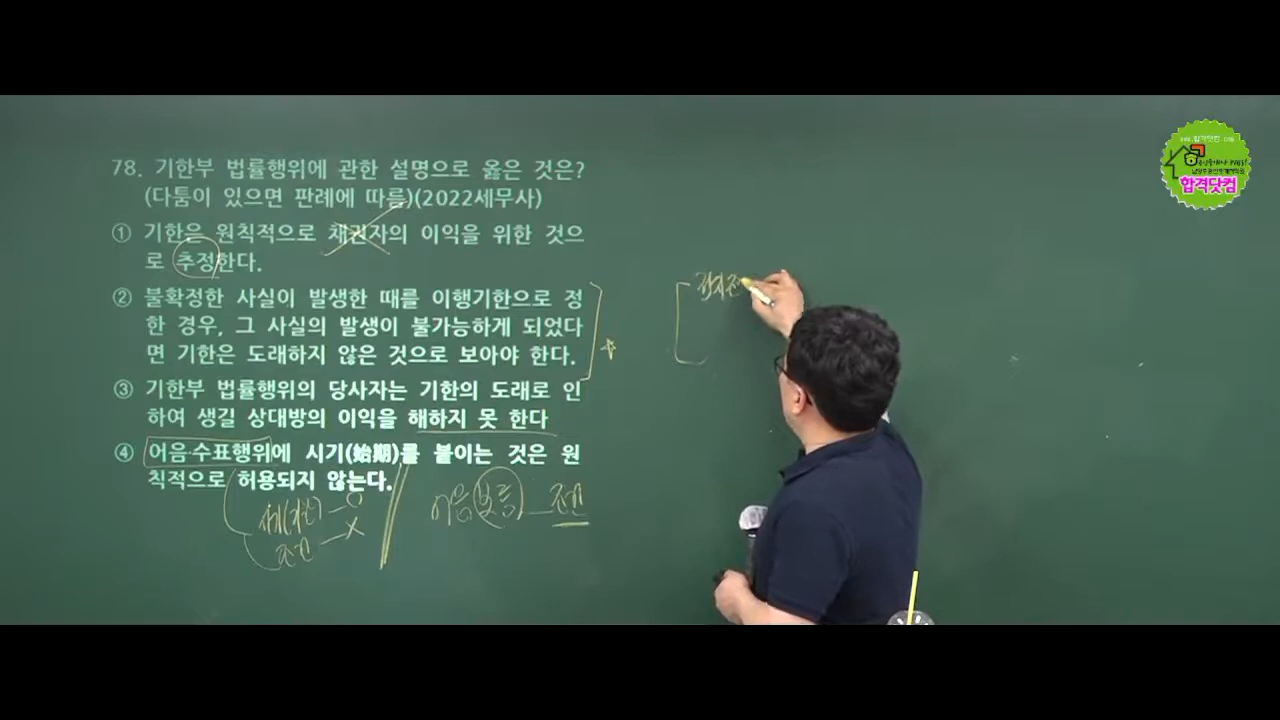 78. 기한부 법률행위에 관한 설명으로 옳은 것은?
(다툼이 있으면 판례에 따름)(2022세무사)
① 기한은 원칙적으로 채권자의 이익을 위한 것으
로 추정한다.
② 불확정한 사실이 발생한 때를 이행기한으로 정
한 경우, 그 사실의 발생이 불가능하게 되었다
면 기한은 도래하지 않은 것으로 보아야 한다.
③ 기한부 법률행위의 당사자는 기한의 도래로 인
하여 생길 상대방의 이익을 해하지 못 한다
④ 어음·수표행위에 시기(始期)를 붙이는 것은 원
칙적으로 허용되지 않는다.
어음(보증) 조건
조건 X
합격닷컴